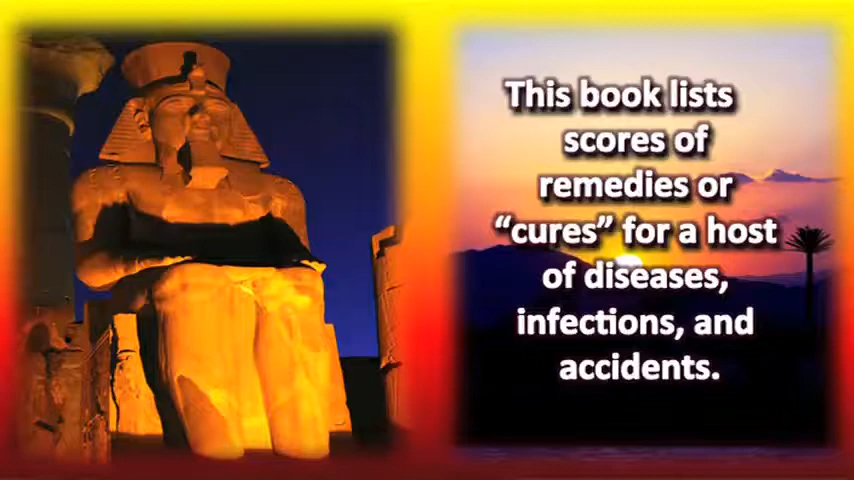 This book lists
scores of
remedies or
“cures” for a host
of diseases,
infections, and
accidents.